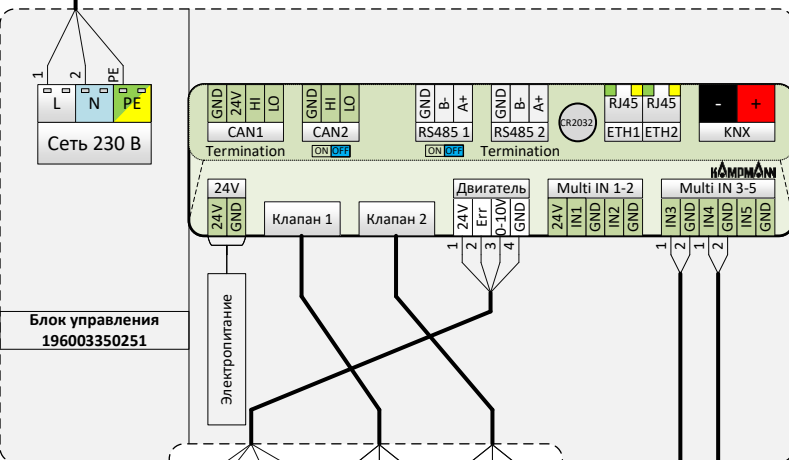 1 2 PE
L N PE
Сеть 230 В
GND 24V HI LO
GND HI LO
GND B- A+
GND B- A+
CR2032
RJ45 RJ45
- +
CAN1 CAN2 RS485 1 RS485 2 ETH1 ETH2 KNX
Termination ON OFF ON OFF Termination
KAMPMANN
24V Двигатель Multi IN 1-2 Multi IN 3-5
24V GND
Клапан 1
Клапан 2
24V Err 0-10V GND
24V IN1 GND IN2 GND
IN3 GND IN4 GND IN5 GND
1 2 3 4
1 2 1 2
Электропитание
Блок управления
196003350251